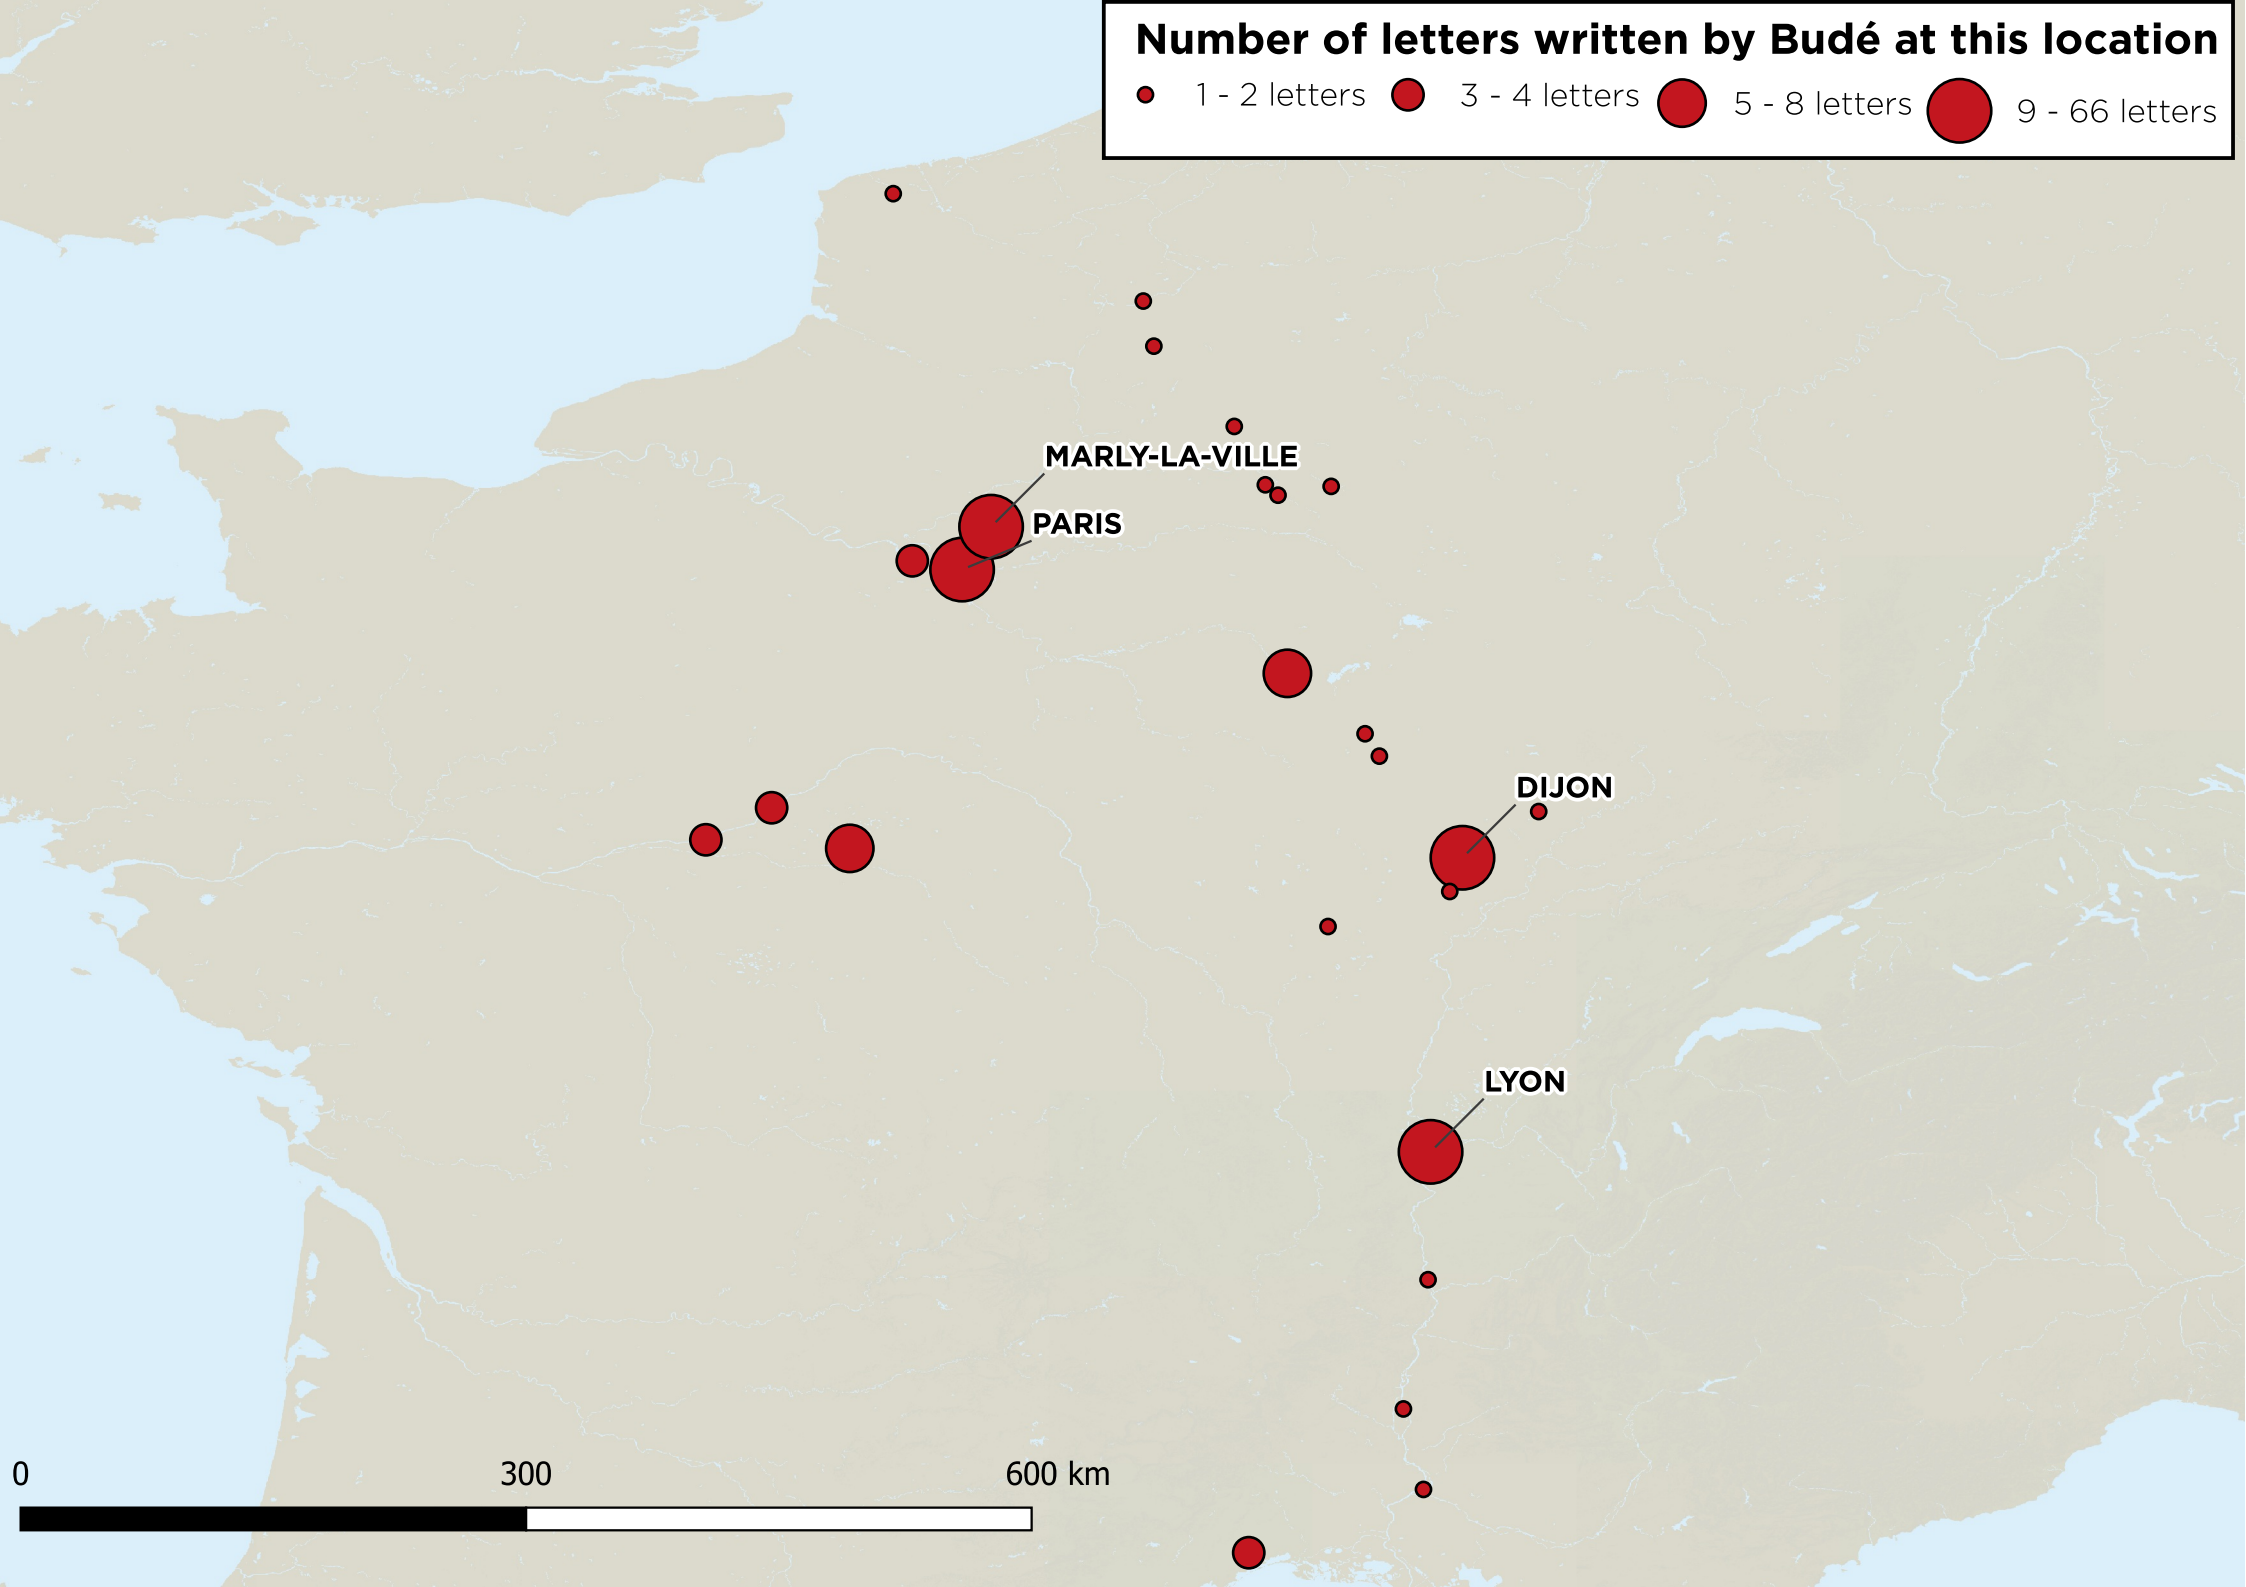 Number of letters written by Budé at this location
1 - 2 letters 3 - 4 letters 5 - 8 letters 9 - 66 letters
MARLY-LA-VILLE
PARIS
DIJON
LYON
0 300 600 km